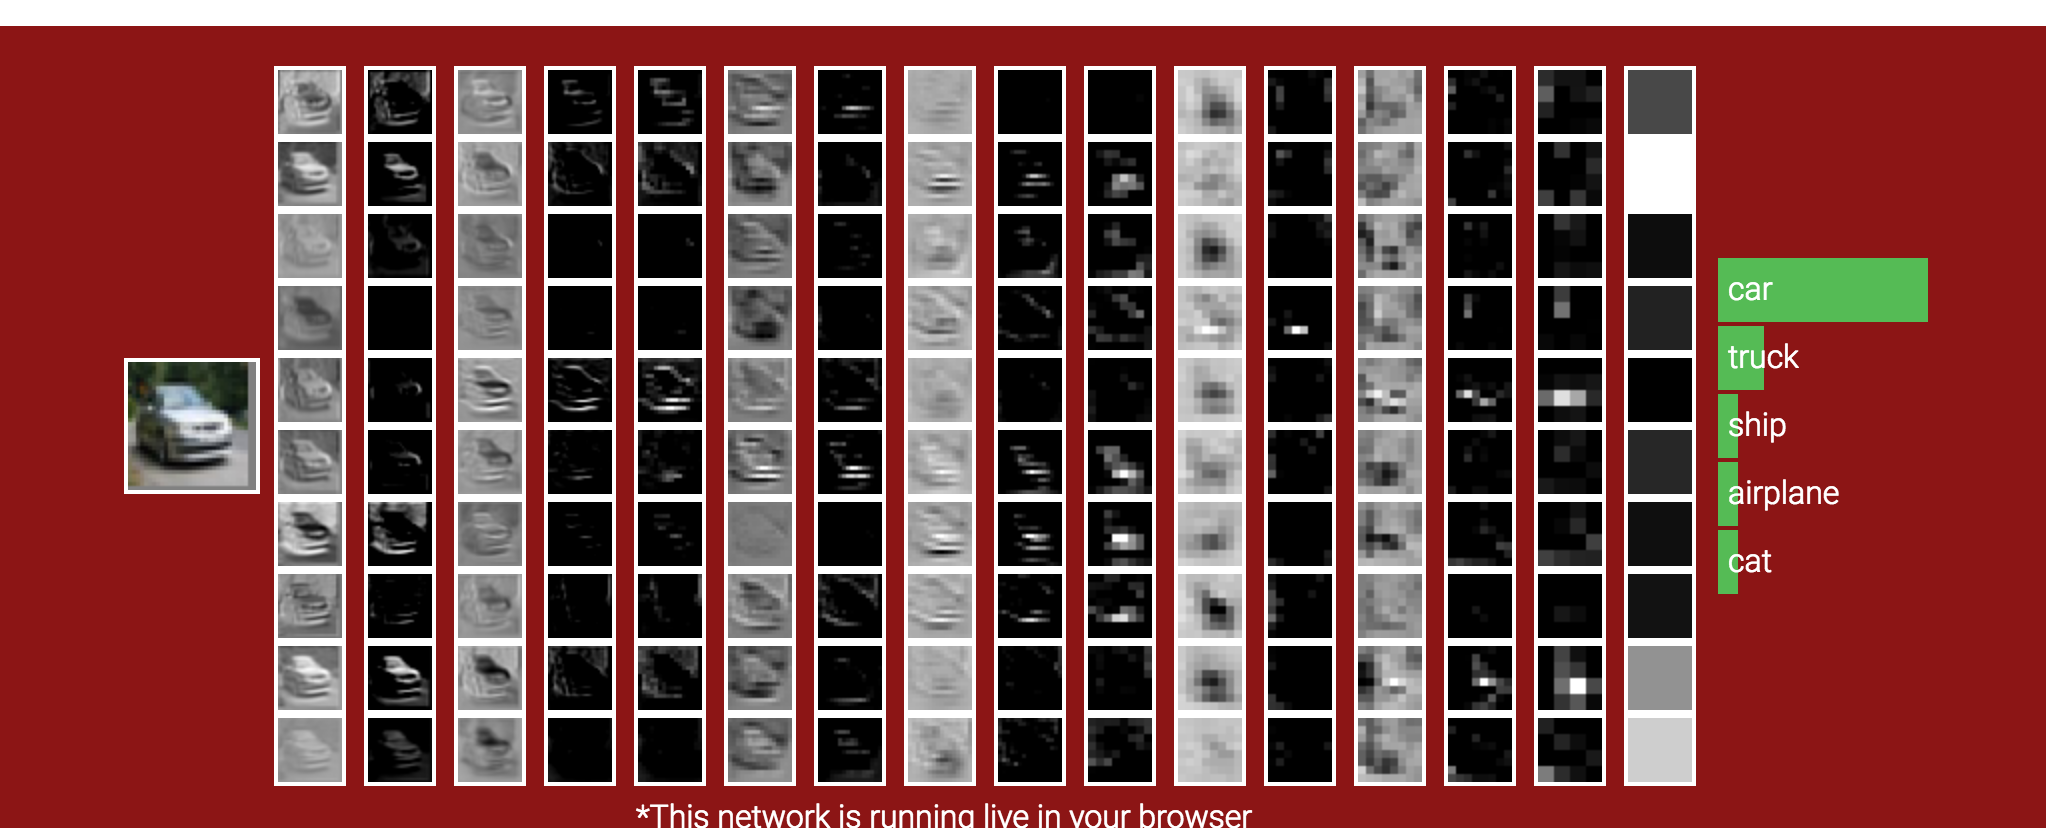 car
truck
ship
airplane
cat
*This network is running live in your browser